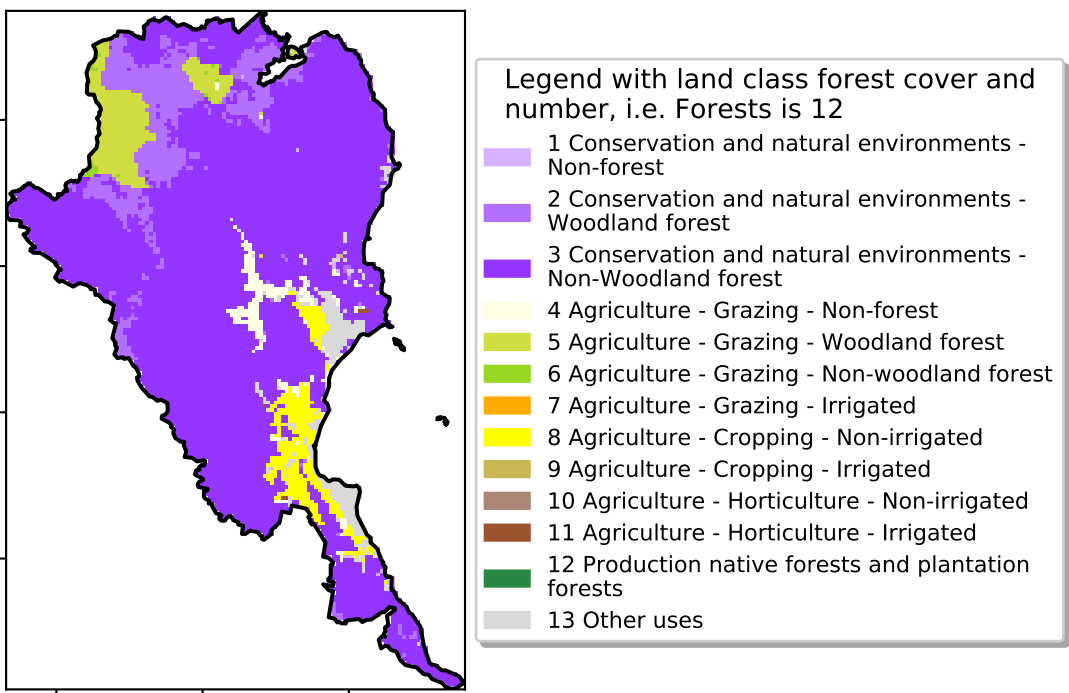 Legend with land class forest cover and
number, i.e. Forests is 12
1 Conservation and natural environments -
Non-forest
2 Conservation and natural environments -
Woodland forest
3 Conservation and natural environments -
Non-Woodland forest
4 Agriculture - Grazing - Non-forest
5 Agriculture - Grazing - Woodland forest
6 Agriculture - Grazing - Non-woodland forest
7 Agriculture - Grazing - Irrigated
8 Agriculture - Cropping - Non-irrigated
9 Agriculture - Cropping - Irrigated
10 Agriculture - Horticulture - Non-irrigated
11 Agriculture - Horticulture - Irrigated
12 Production native forests and plantation
forests
13 Other uses